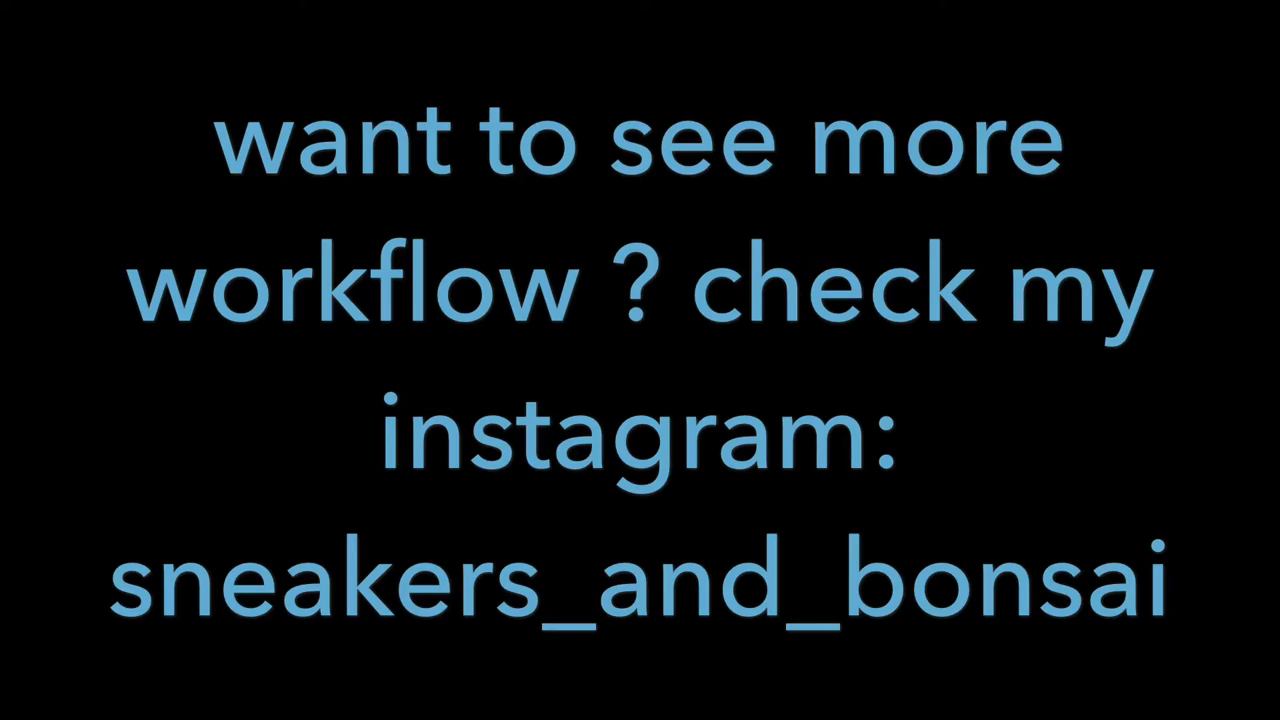 want to see more
workflow ? check my
instagram:
sneakers_and_bonsai